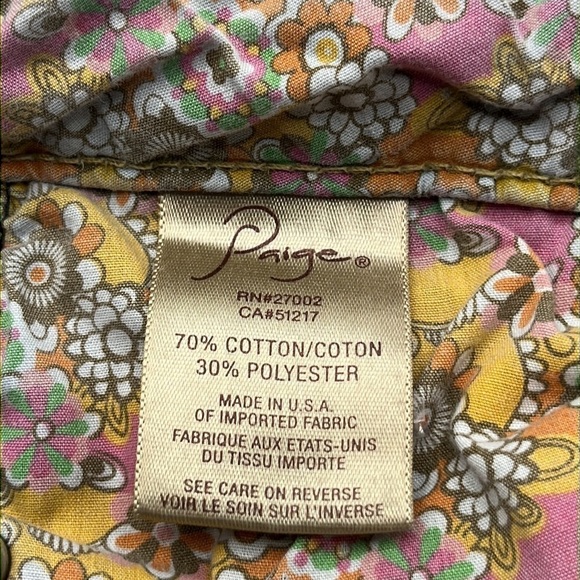 Paige®
RN#27002
CA#51217
70% COTTON/COTON
30% POLYESTER
MADE IN U.S.A.
OF IMPORTED FABRIC
FABRIQUE AUX ETATS-UNIS
DU TISSU IMPORTE
SEE CARE ON REVERSE
VOIR LE SOIN SUR L'INVERSE